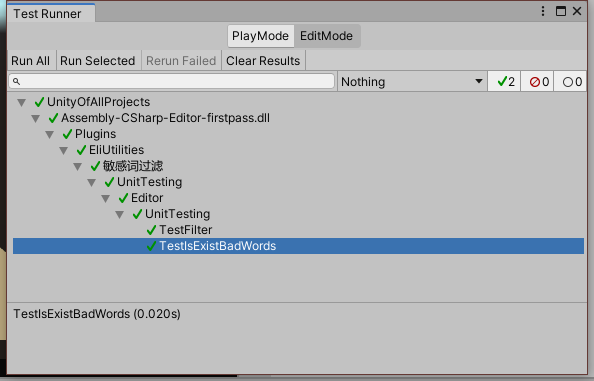 Test Runner
PlayMode EditMode
Run All Run Selected Rerun Failed Clear Results
Nothing 2 0 0
UnityOfAllProjects
Assembly-CSharp-Editor-firstpass.dll
Plugins
EliUtilities
敏感词过滤
UnitTesting
Editor
UnitTesting
TestFilter
TestIsExistBadWords
TestIsExistBadWords (0.020s)